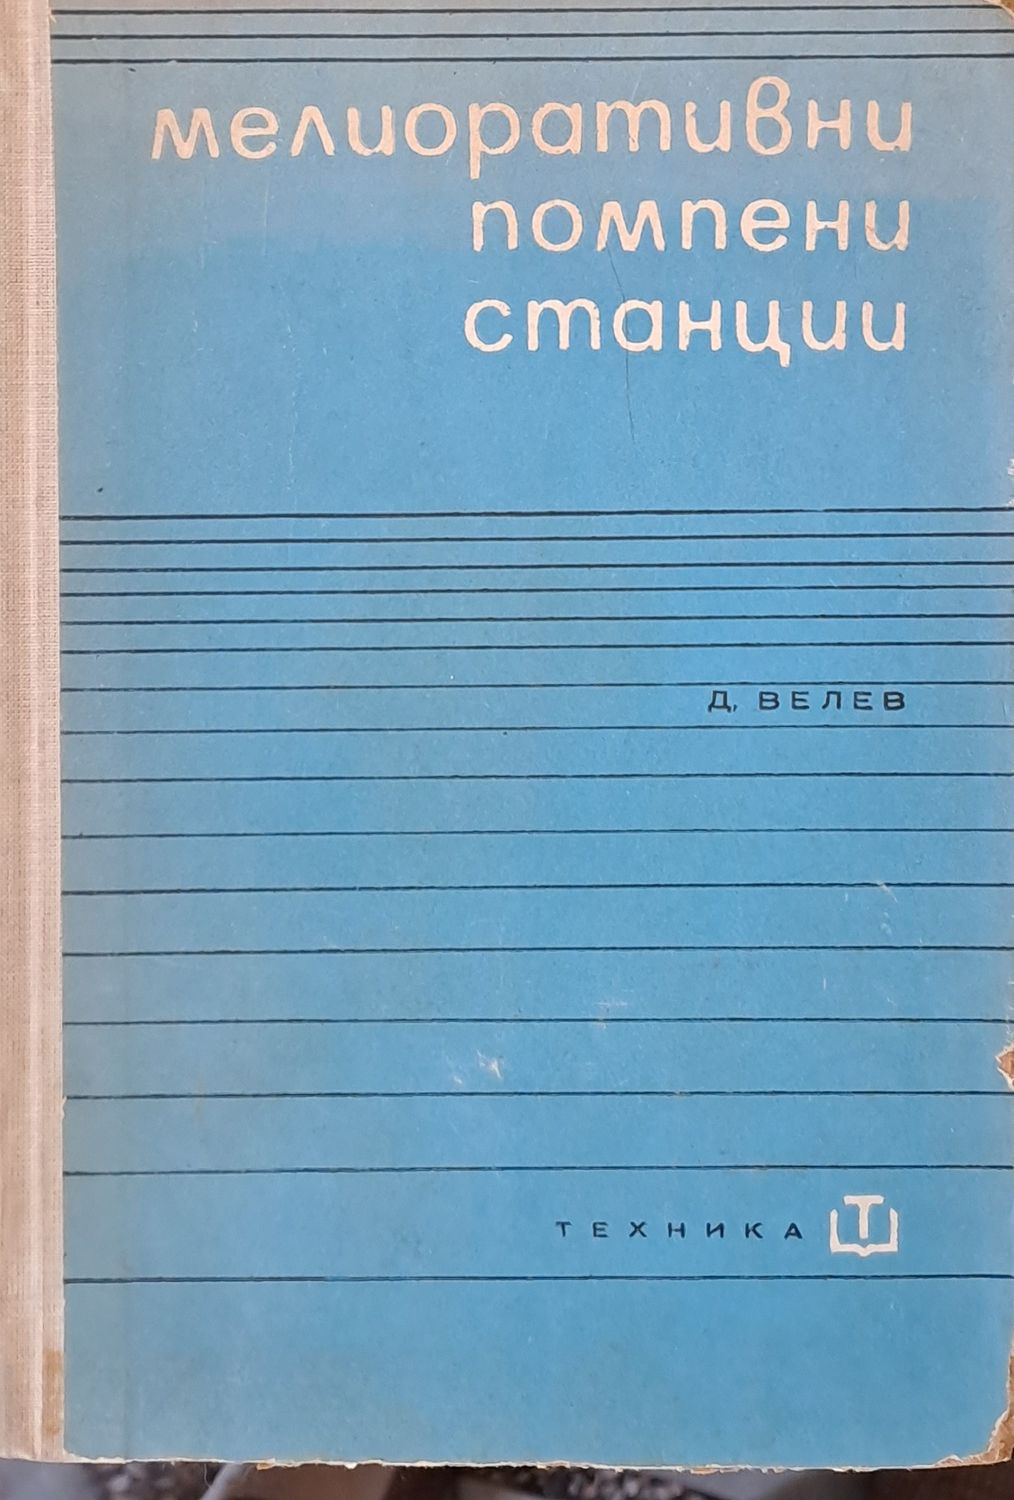 мелиоративни
помпени
станции
Д. ВЕЛЕВ
ТЕХНИКА Т